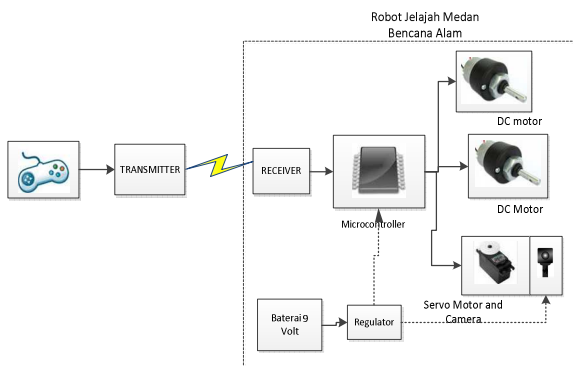 Robot Jelajah Medan
Bencana Alam
DC motor
TRANSMITTER
RECEIVER
DC Motor
Microcontroller
Servo Motor and
Camera
Baterai 9
Volt
Regulator